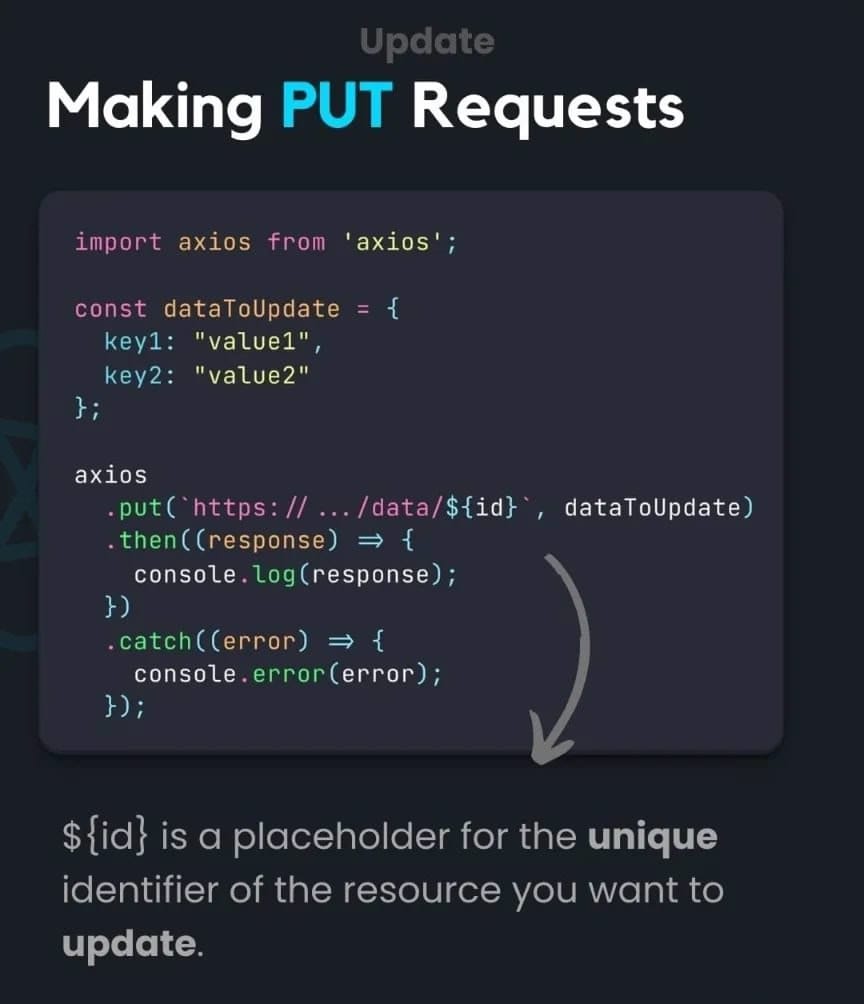 Update
Making PUT Requests
import axios from 'axios';
const dataToUpdate = {
  key1: "value1",
  key2: "value2"
};
axios
  .put(`https:// ... /data/${id}`, dataToUpdate)
  .then((response) => {
    console.log(response);
  })
  .catch((error) => {
    console.error(error);
  });
${id} is a placeholder for the unique
identifier of the resource you want to
update.